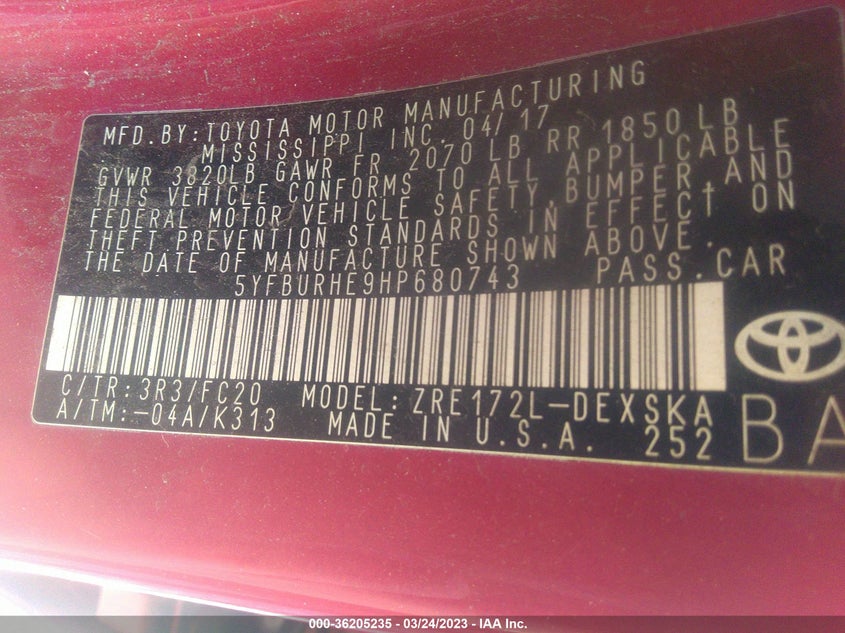 MFD.BY:TOYOTA MOTOR MANUFACTURING
MISSISSIPPI INC. 04/17
GVWR 3820LB GAWR FR 2070 LB RR 1850LB
THIS VEHICLE CONFORMS TO ALL APPLICABLE
FEDERAL MOTOR VEHICLE SAFETY,BUMPER,AND
THEFT PREVENTION STANDARDS IN EFFECT ON
THE DATE OF MANUFACTURE SHOWN ABOVE.
5YFBURHE9HP680743 PASS.CAR
C/TR:3R3/FC20 MODEL:ZRE172L-DEXSKA
A/TM:-04A/K313 MADE IN U.S.A. 252 BA
000-36205235 - 03/24/2023 - IAA Inc.